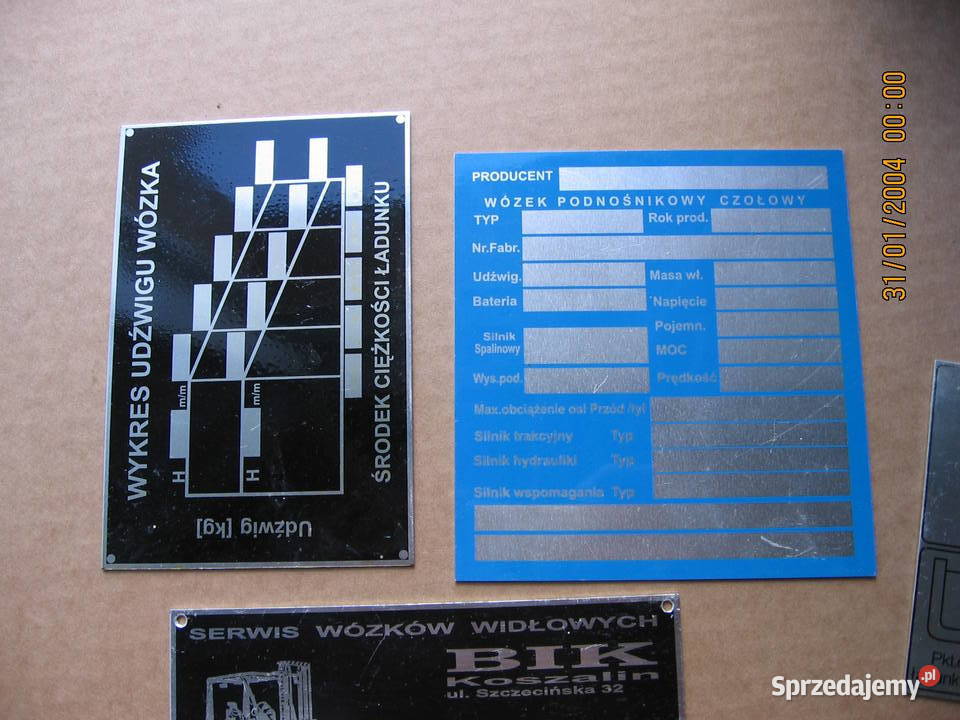 31/01/2004 00:00
WYKRES UDŹWIGU WÓZKA
m/m
m/m
H
H
Udźwig [kg]
ŚRODEK CIĘŻKOŚCI ŁADUNKU
PRODUCENT
WÓZEK PODNOŚNIKOWY CZOŁOWY
TYP Rok prod.
Nr.Fabr.
Udźwig. Masa wł.
Bateria Napięcie
Pojemn.
Silnik
Spalinowy MOC
Wys.pod. Prędkość
Max.obciążenie osi Przód /tył
Silnik trakcyjny Typ
Silnik hydrauliki Typ
Silnik wspomagania Typ
SERWIS WÓZKÓW WIDŁOWYCH
BIK
Koszalin
ul. Szczecińska 32
Sprzedajemy.pl